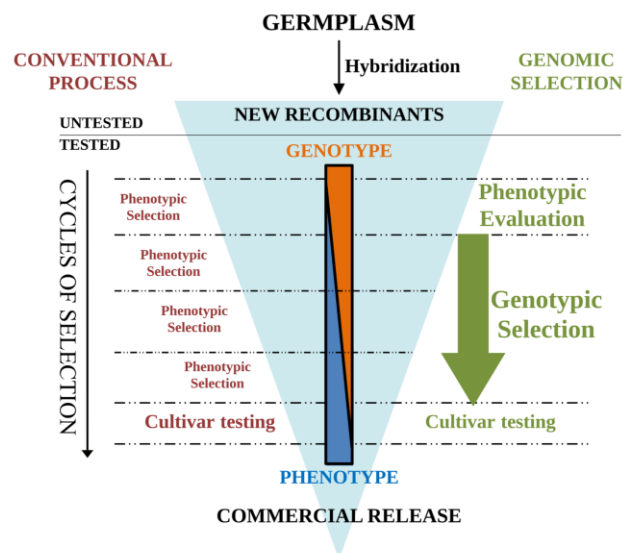 GERMPLASM
CONVENTIONAL
PROCESS
Hybridization
GENOMIC
SELECTION
NEW RECOMBINANTS
UNTESTED
TESTED
GENOTYPE
CYCLES OF SELECTION
Phenotypic
Selection
Phenotypic
Evaluation
Phenotypic
Selection
Phenotypic
Selection
Genotypic
Selection
Phenotypic
Selection
Cultivar testing
Cultivar testing
PHENOTYPE
COMMERCIAL RELEASE